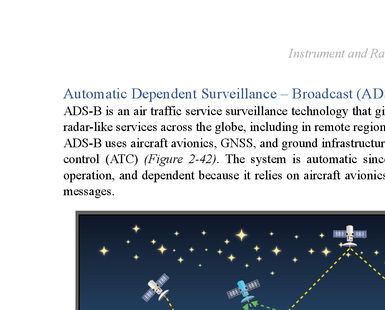 Instrument and Ra
Automatic Dependent Surveillance – Broadcast (AD
ADS-B is an air traffic service surveillance technology that gi
radar-like services across the globe, including in remote region
ADS-B uses aircraft avionics, GNSS, and ground infrastructur
control (ATC) (Figure 2-42). The system is automatic sinc
operation, and dependent because it relies on aircraft avionics
messages.